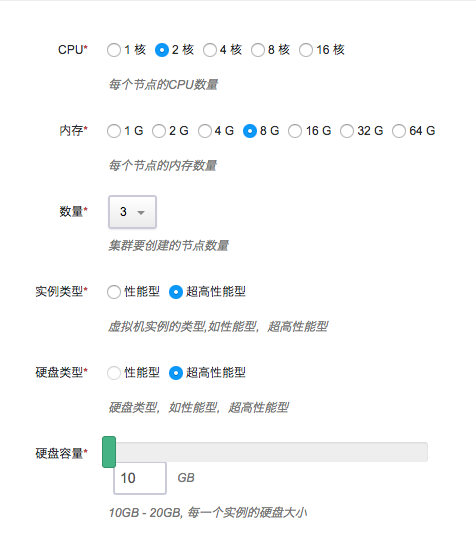 CPU* 1 核 2 核 4 核 8 核 16 核
每个节点的CPU数量
内存* 1 G 2 G 4 G 8 G 16 G 32 G 64 G
每个节点的内存数量
数量* 3
集群要创建的节点数量
实例类型* 性能型 超高性能型
虚拟机实例的类型,如性能型，超高性能型
硬盘类型* 性能型 超高性能型
硬盘类型，如性能型，超高性能型
硬盘容量*
10 GB
10GB - 20GB, 每一个实例的硬盘大小